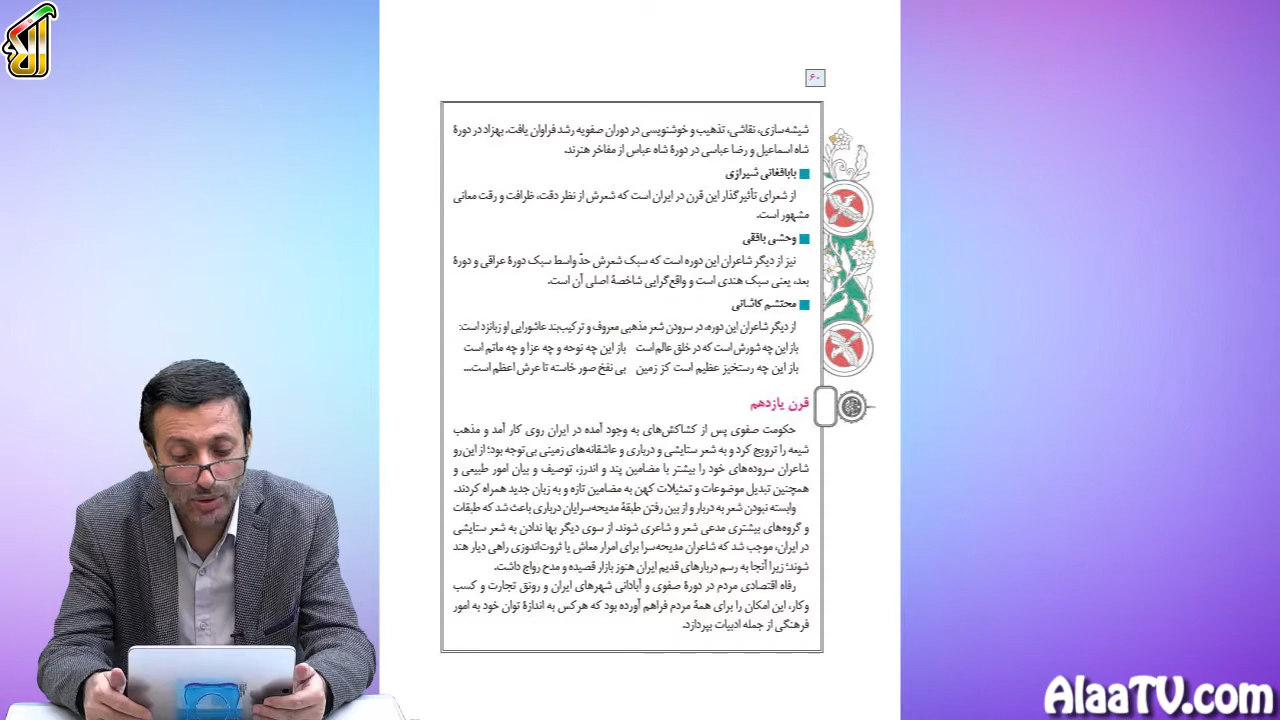 آلاء
۶۰
شیشه‌سازی، نقاشی، تذهیب و خوشنویسی در دوران صفویه رشد فراوان یافت. بهزاد در دورۀ
شاه اسماعیل و رضا عباسی در دورۀ شاه عباس از مفاخر هنرند.
بابافغانی شیرازی
از شعرای تأثیرگذار این قرن در ایران است که شعرش از نظر دقت، ظرافت و رقت معانی
مشهور است.
وحشی بافقی
نیز از دیگر شاعران این دوره است که سبک شعرش حدّ واسط سبک دورۀ عراقی و دورۀ
بعد، یعنی سبک هندی است و واقع‌گرایی شاخصۀ اصلی آن است.
محتشم کاشانی
از دیگر شاعران این دوره، در سرودن شعر مذهبی معروف و ترکیب‌بند عاشورایی او زبانزد است:
باز این چه شورش است که در خلق عالم است باز این چه نوحه و چه عزا و چه ماتم است
باز این چه رستخیز عظیم است کز زمین بی نفخ صور خاسته تا عرش اعظم است...
قرن یازدهم
حکومت صفوی پس از کشاکش‌های به وجود آمده در ایران روی کار آمد و مذهب
شیعه را ترویج کرد و به شعر ستایشی و درباری و عاشقانه‌های زمینی بی‌توجه بود؛ از این‌رو
شاعران سروده‌های خود را بیشتر با مضامین پند و اندرز، توصیف و بیان امور طبیعی و
همچنین تبدیل موضوعات و تمثیلات کهن به مضامین تازه و به زبان جدید همراه کردند.
وابسته نبودن شعر به دربار و از بین رفتن طبقۀ مدیحه‌سرایان درباری باعث شد که طبقات
و گروه‌های بیشتری مدعی شعر و شاعری شوند. از سوی دیگر بها ندادن به شعر ستایشی
در ایران، موجب شد که شاعران مدیحه‌سرا برای امرار معاش یا ثروت‌اندوزی راهی دیار هند
شوند؛ زیرا آنجا به رسم دربارهای قدیم ایران هنوز بازار قصیده و مدح رواج داشت.
رفاه اقتصادی مردم در دورۀ صفوی و آبادانی شهرهای ایران و رونق تجارت و کسب
وکار، این امکان را برای همۀ مردم فراهم آورده بود که هرکس به اندازۀ توان خود به امور
فرهنگی از جمله ادبیات بپردازد.
AlaaTV.com